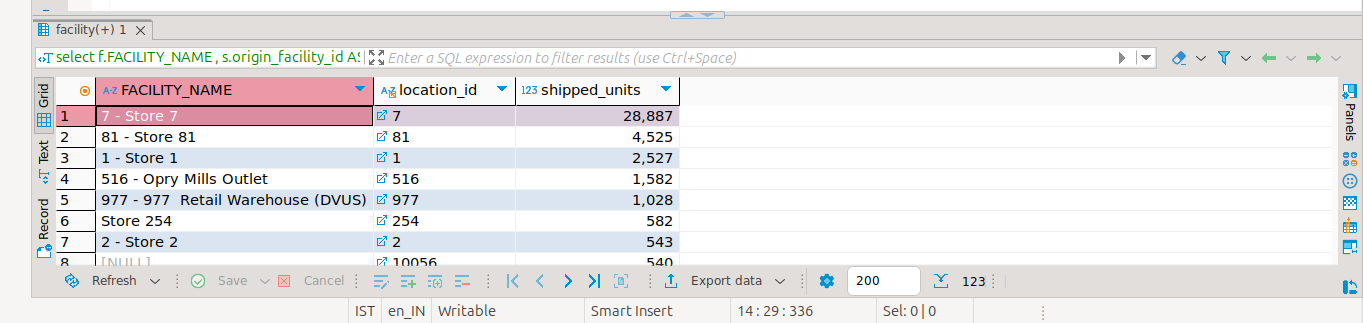 facility(+) 1
select f.FACILITY_NAME , s.origin_facility_id AS Enter a SQL expression to filter results (use Ctrl+Space)
Grid
Text
Record
FACILITY_NAME location_id 123 shipped_units
1 7 - Store 7 7 28,887
2 81 - Store 81 81 4,525
3 1 - Store 1 1 2,527
4 516 - Opry Mills Outlet 516 1,582
5 977 - 977  Retail Warehouse (DVUS) 977 1,028
6 Store 254 254 582
7 2 - Store 2 2 543
8 [NULL] 10056 540
Panels
Refresh Save Cancel Export data 200 123
IST en_IN Writable Smart Insert 14 : 29 : 336 Sel: 0 | 0